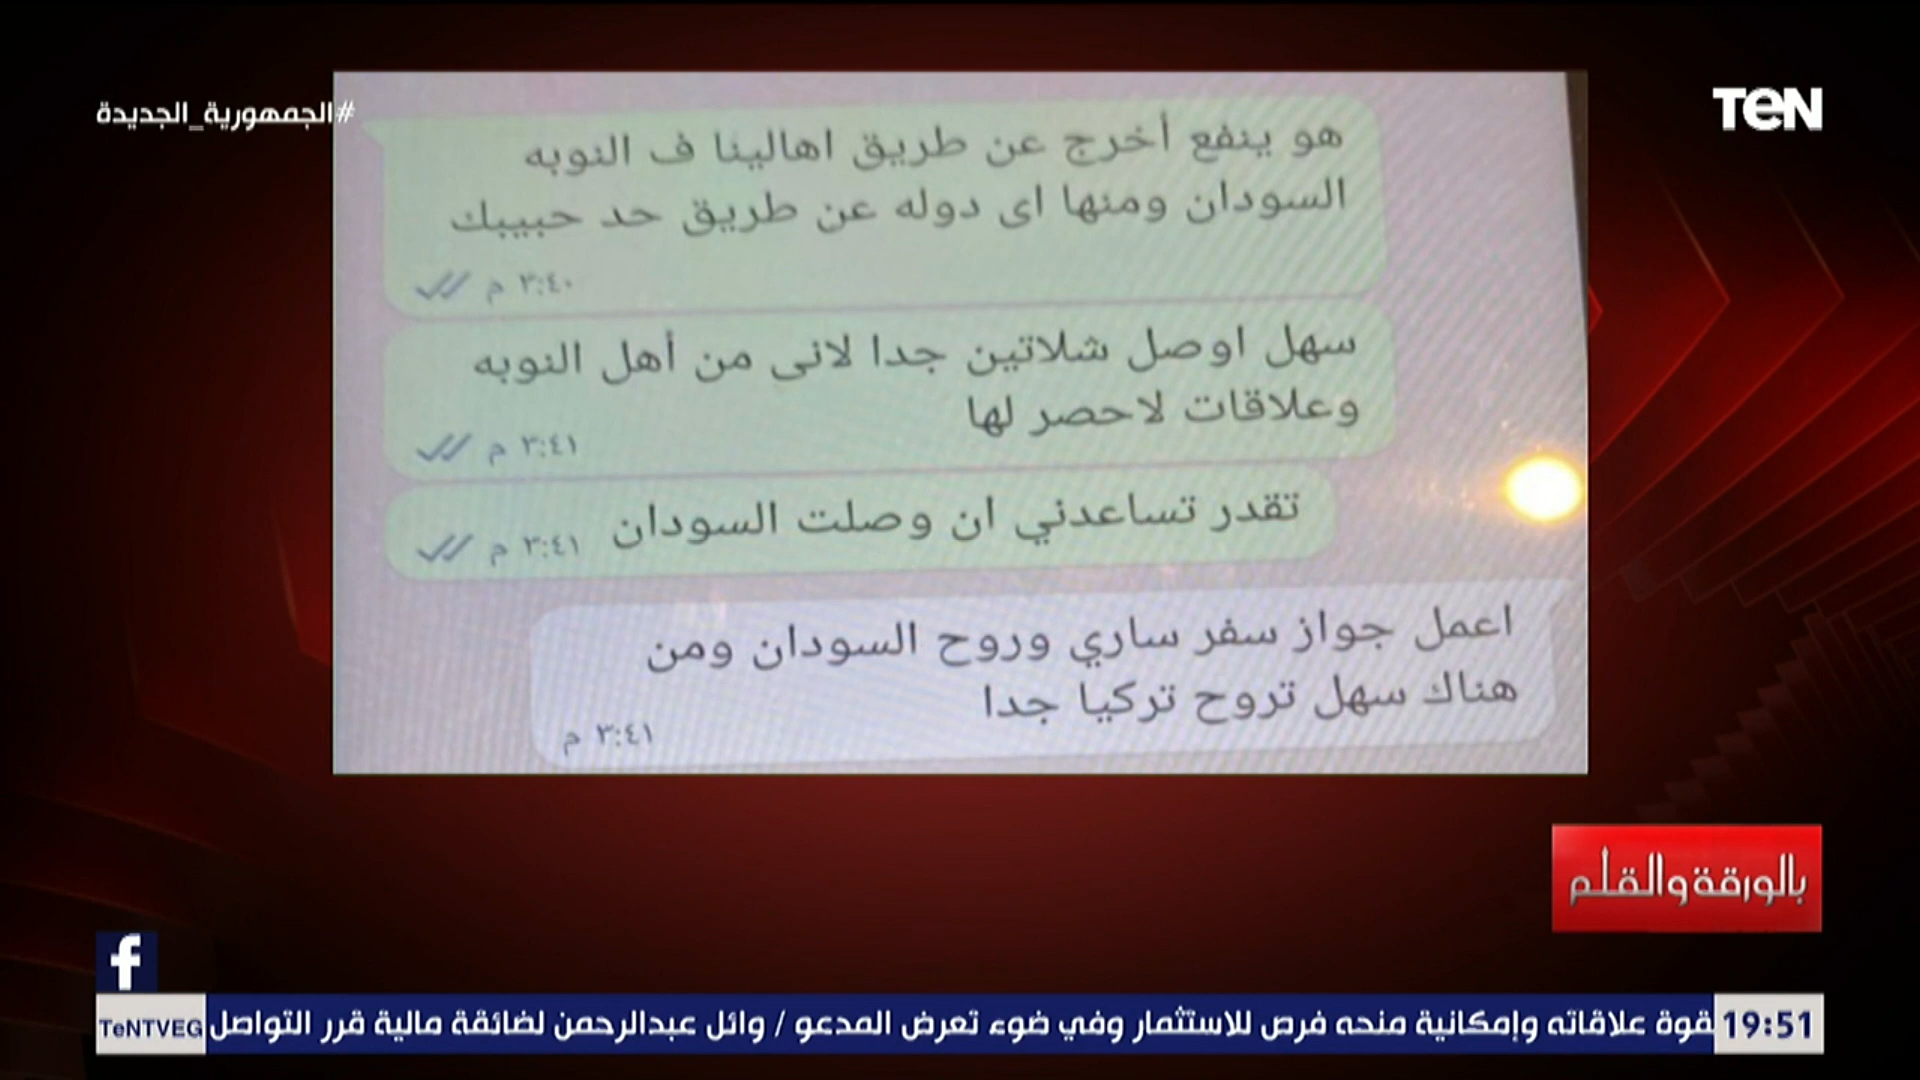 #الجمهورية_الجديدة
TeN
هو ينفع أخرج عن طريق اهالينا ف النوبه
السودان ومنها اى دوله عن طريق حد حبيبك
٣:٤٠ م
سهل اوصل شلاتين جدا لانى من أهل النوبه
وعلاقات لاحصر لها
٣:٤١ م
تقدر تساعدني ان وصلت السودان
٣:٤١ م
اعمل جواز سفر ساري وروح السودان ومن
هناك سهل تروح تركيا جدا
٣:٤١ م
بالورقة والقلم
f
19:51
بقوة علاقاته وإمكانية منحه فرص للاستثمار وفي ضوء تعرض المدعو / وائل عبدالرحمن لضائقة مالية قرر التواصل
TeNTVEG